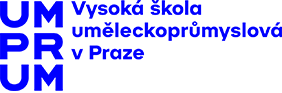 UM
PR
UM
Vysoká škola
uměleckoprůmyslová
v Praze